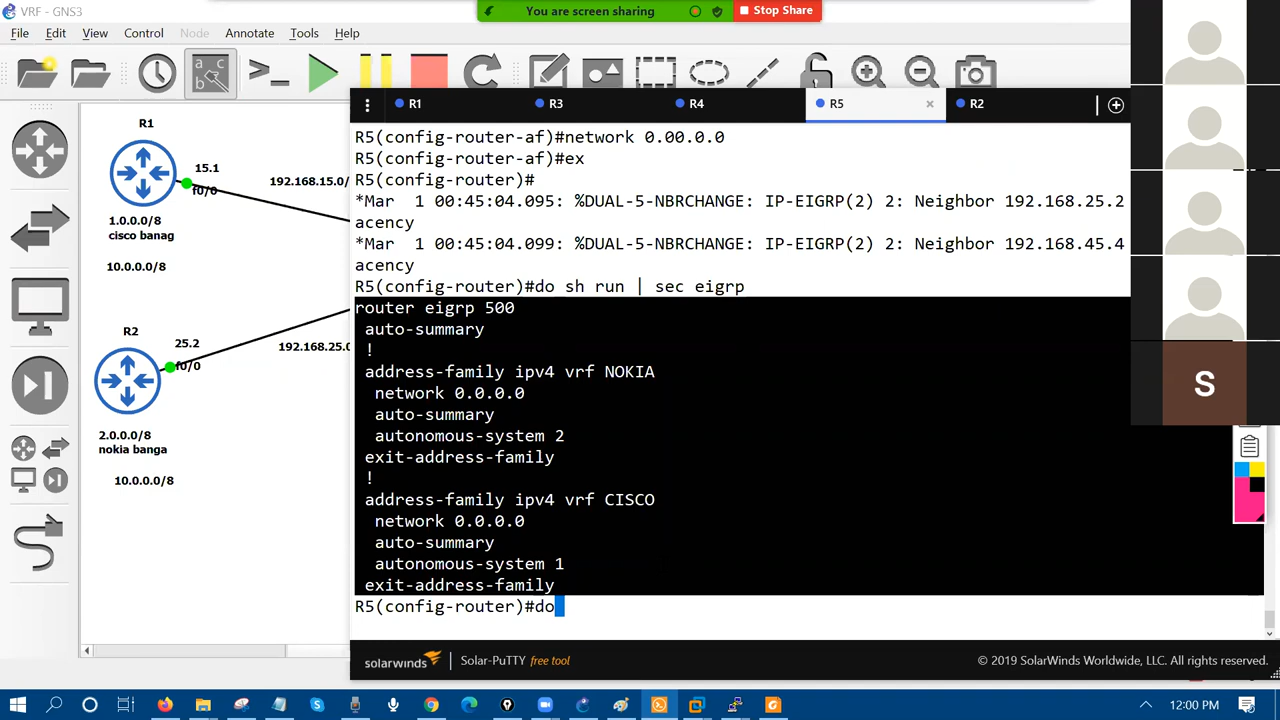 VRF - GNS3
You are screen sharing
Stop Share
File Edit View Control Node Annotate Tools Help
R1 R3 R4 R5 × R2
R1
15.1
f0/0
192.168.15.0/
1.0.0.0/8
cisco banag
10.0.0.0/8
R2
25.2
f0/0
192.168.25.0
2.0.0.0/8
nokia banga
10.0.0.0/8
R5(config-router-af)#network 0.00.0.0
R5(config-router-af)#ex
R5(config-router)#
*Mar  1 00:45:04.095: %DUAL-5-NBRCHANGE: IP-EIGRP(2) 2: Neighbor 192.168.25.2
acency
*Mar  1 00:45:04.099: %DUAL-5-NBRCHANGE: IP-EIGRP(2) 2: Neighbor 192.168.45.4
acency
R5(config-router)#do sh run | sec eigrp
router eigrp 500
auto-summary
!
address-family ipv4 vrf NOKIA
network 0.0.0.0
auto-summary
autonomous-system 2
exit-address-family
!
address-family ipv4 vrf CISCO
network 0.0.0.0
auto-summary
autonomous-system 1
exit-address-family
R5(config-router)#do
S
solarwinds Solar-PuTTY free tool © 2019 SolarWinds Worldwide, LLC. All rights reserved.
12:00 PM